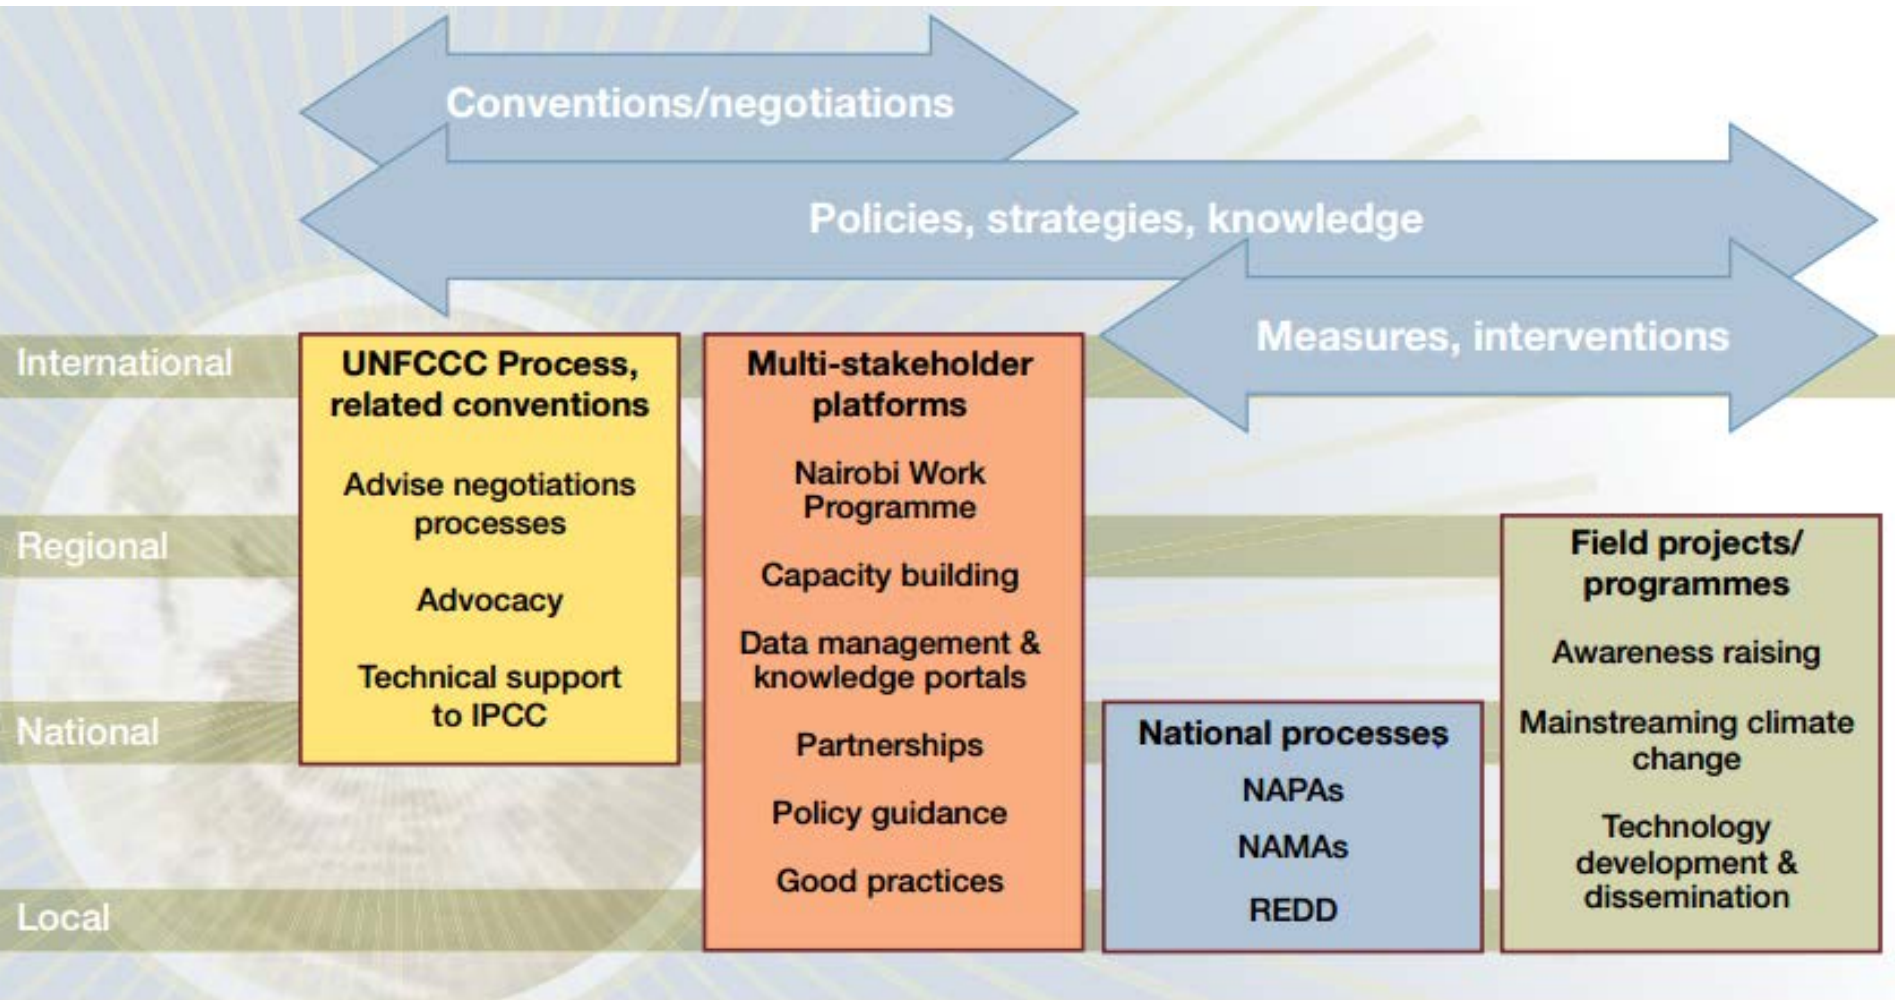 Conventions/negotiations
Policies, strategies, knowledge
Measures, interventions
International
Regional
National
Local
UNFCCC Process,
related conventions
Advise negotiations
processes
Advocacy
Technical support
to IPCC
Multi-stakeholder
platforms
Nairobi Work
Programme
Capacity building
Data management &
knowledge portals
Partnerships
Policy guidance
Good practices
National processes
NAPAs
NAMAs
REDD
Field projects/
programmes
Awareness raising
Mainstreaming climate
change
Technology
development &
dissemination